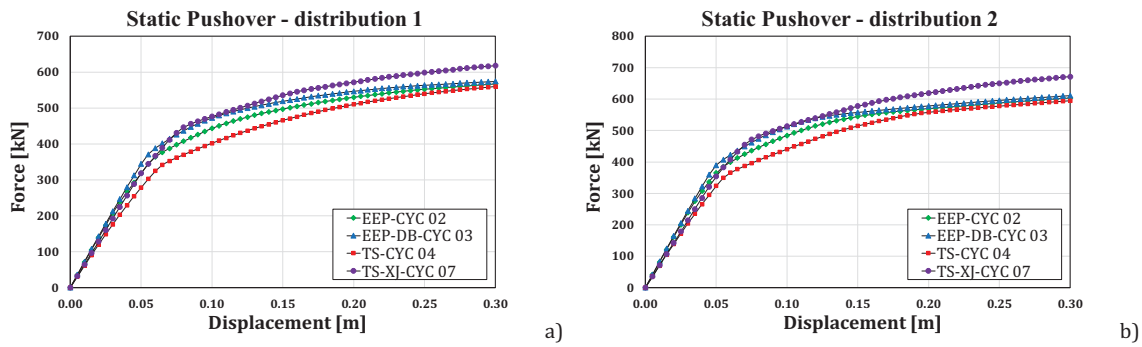 Static Pushover - distribution 1
Force [kN]
700
600
500
400
300
200
100
0
EEP-CYC 02
EEP-DB-CYC 03
TS-CYC 04
TS-XJ-CYC 07
0.00 0.05 0.10 0.15 0.20 0.25 0.30
Displacement [m]
a)
Static Pushover - distribution 2
Force [kN]
800
700
600
500
400
300
200
100
0
EEP-CYC 02
EEP-DB-CYC 03
TS-CYC 04
TS-XJ-CYC 07
0.00 0.05 0.10 0.15 0.20 0.25 0.30
Displacement [m]
b)